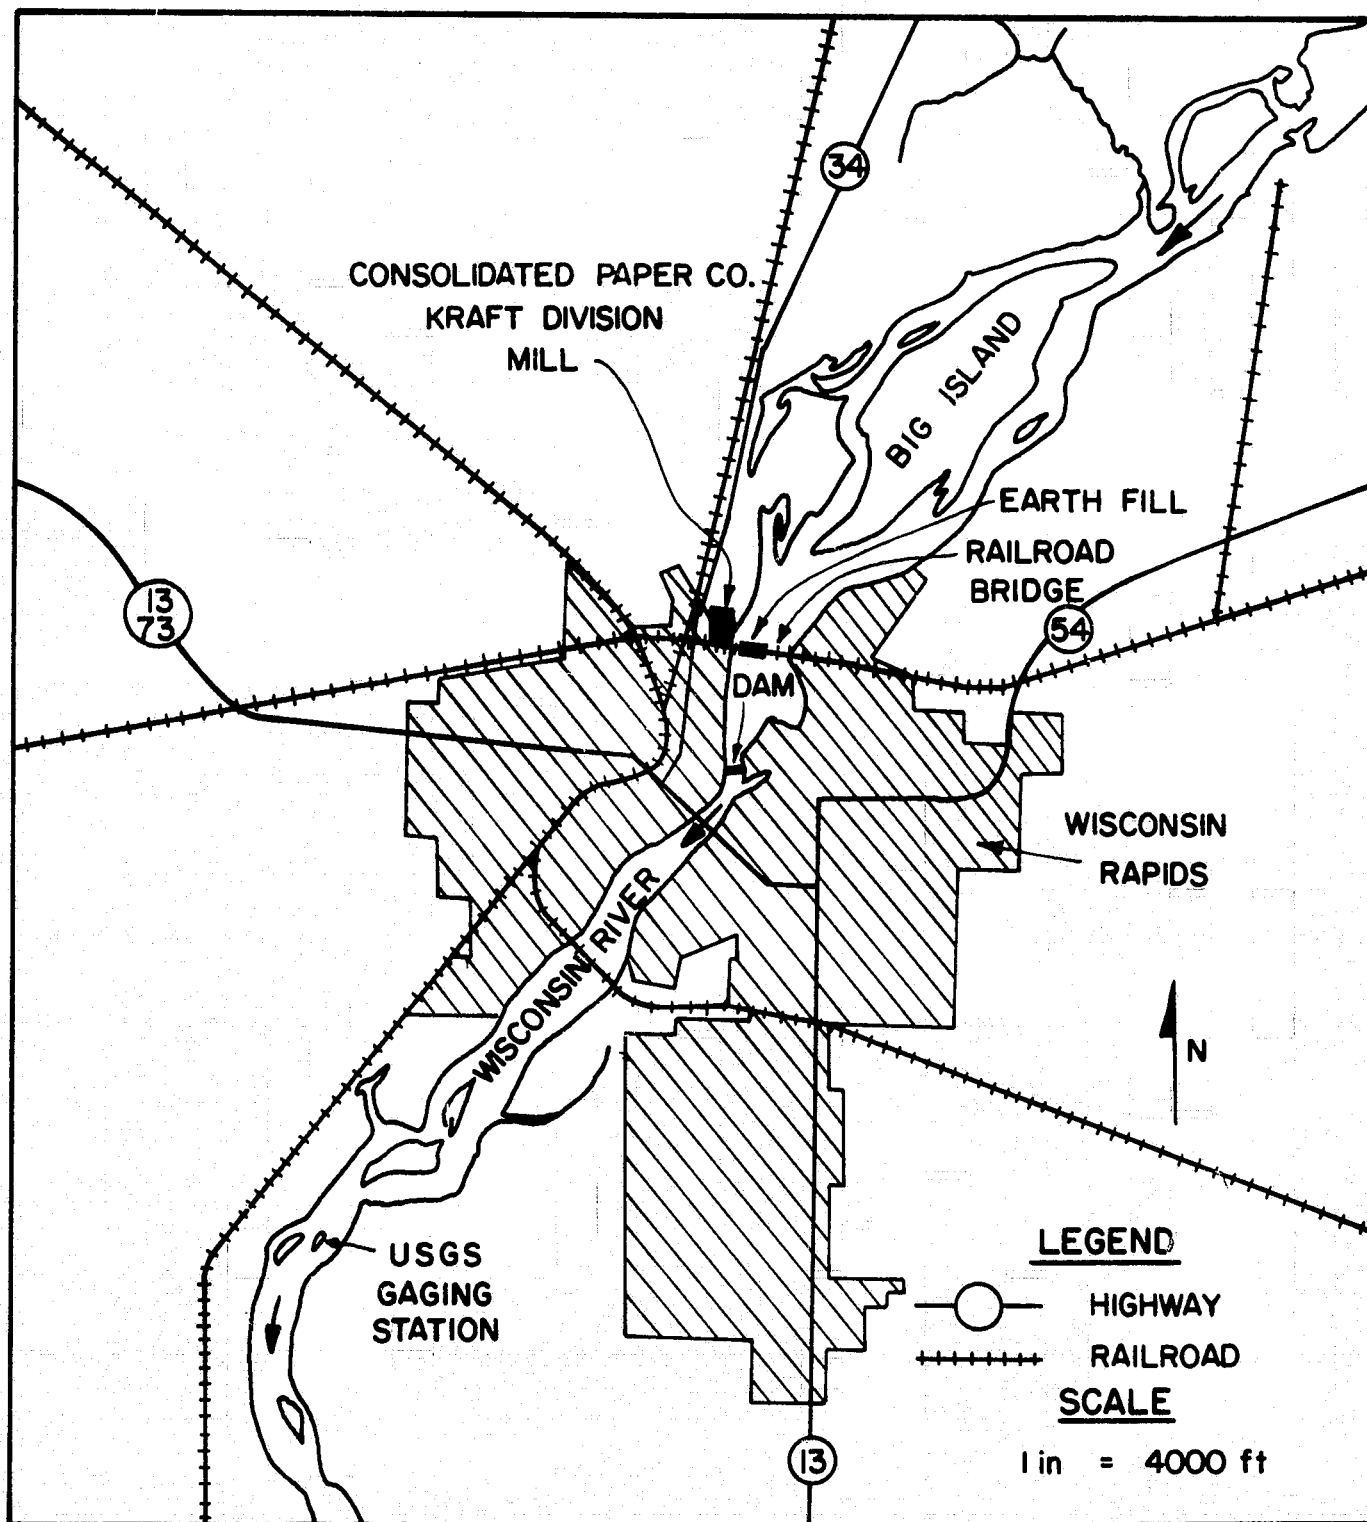 34
CONSOLIDATED PAPER CO.
KRAFT DIVISION
MILL
BIG ISLAND
EARTH FILL
RAILROAD
BRIDGE
13
73
54
DAM
WISCONSIN
RAPIDS
WISCONSIN RIVER
N
USGS
GAGING
STATION
LEGEND
HIGHWAY
RAILROAD
SCALE
1 in = 4000 ft
13